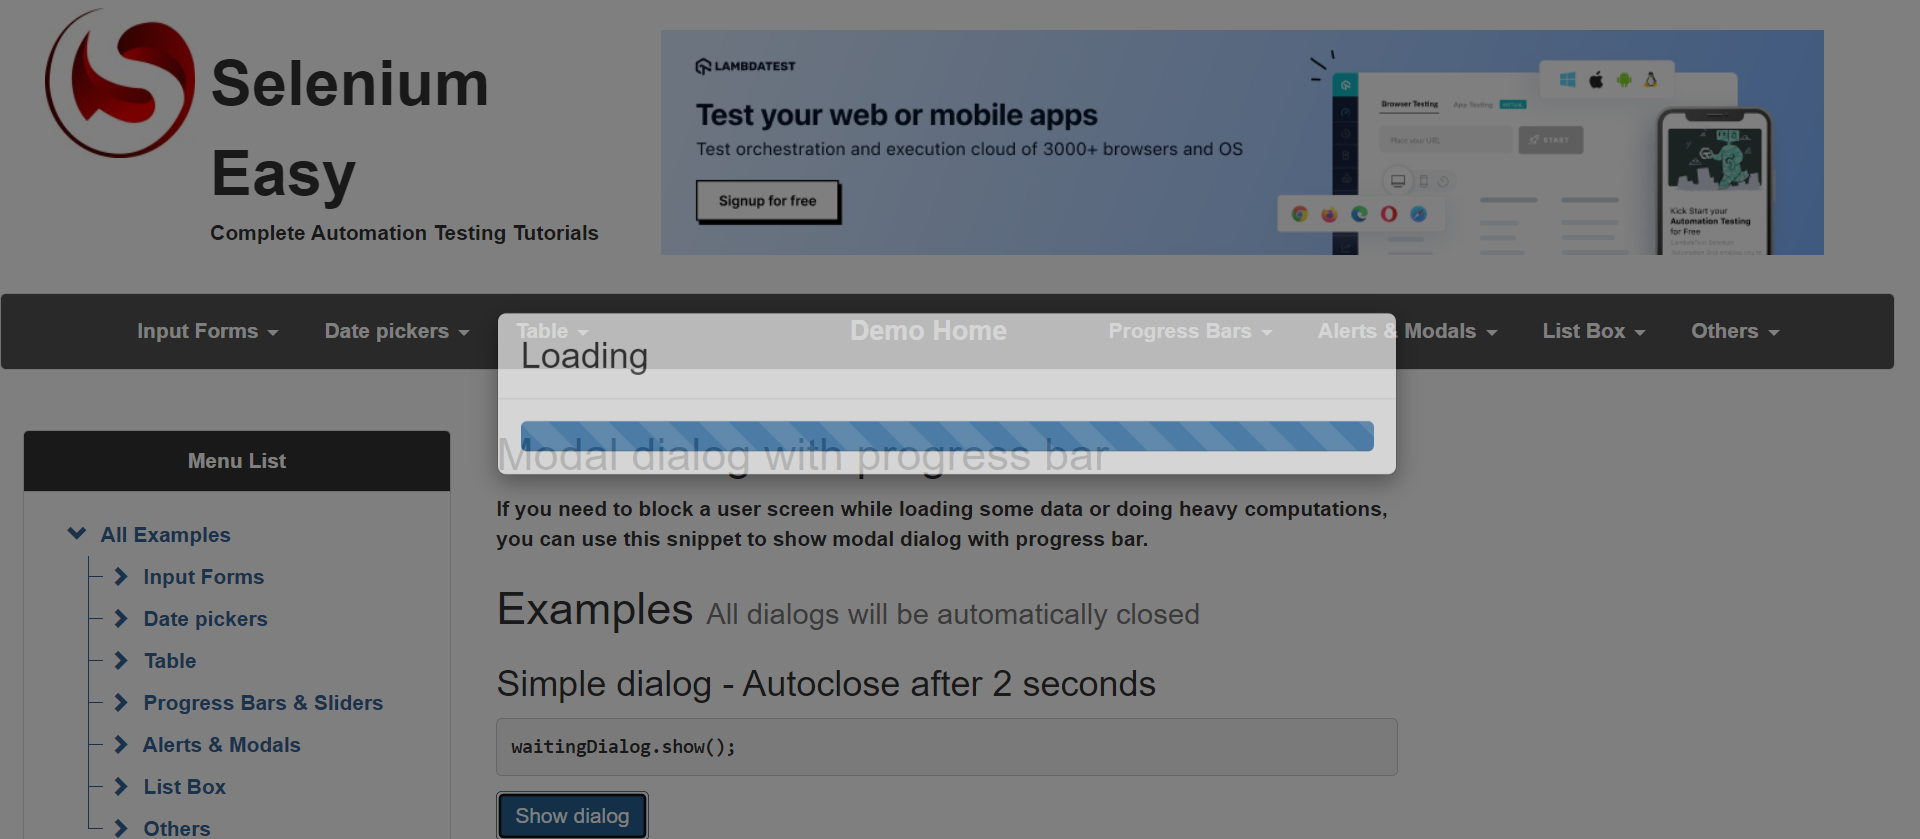 Selenium
Easy
Complete Automation Testing Tutorials
LAMBDATEST
Test your web or mobile apps
Test orchestration and execution cloud of 3000+ browsers and OS
Signup for free
Browser Testing App Testing
Place your URL START
Kick Start your
Automation Testing
for Free
Input Forms Date pickers Table Demo Home Progress Bars Alerts & Modals List Box Others
Loading
Modal dialog with progress bar
Menu List
All Examples
Input Forms
Date pickers
Table
Progress Bars & Sliders
Alerts & Modals
List Box
Others
If you need to block a user screen while loading some data or doing heavy computations,
you can use this snippet to show modal dialog with progress bar.
Examples All dialogs will be automatically closed
Simple dialog - Autoclose after 2 seconds
waitingDialog.show();
Show dialog